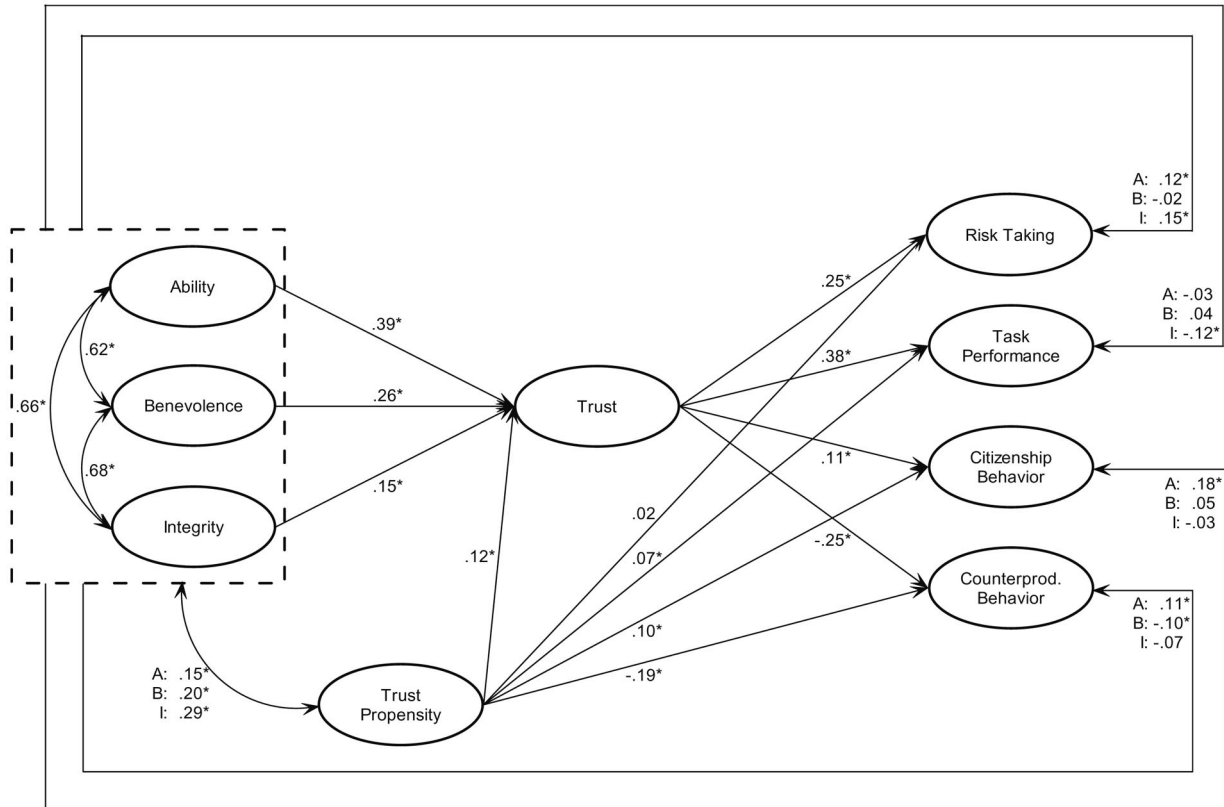 A: .12*
B: -.02
I: .15*
Risk Taking
Ability
.25*
A: -.03
B: .04
I: -.12*
.39*
Task
Performance
.62*
.38*
Benevolence
.26*
Trust
.66*
Citizenship
Behavior
.11*
.68*
A: .18*
B: .05
I: -.03
.15*
.02
Integrity
-.25*
.12*
.07*
Counterprod.
Behavior
A: .11*
B: -.10*
I: -.07
.10*
A: .15*
B: .20*
I: .29*
-.19*
Trust
Propensity